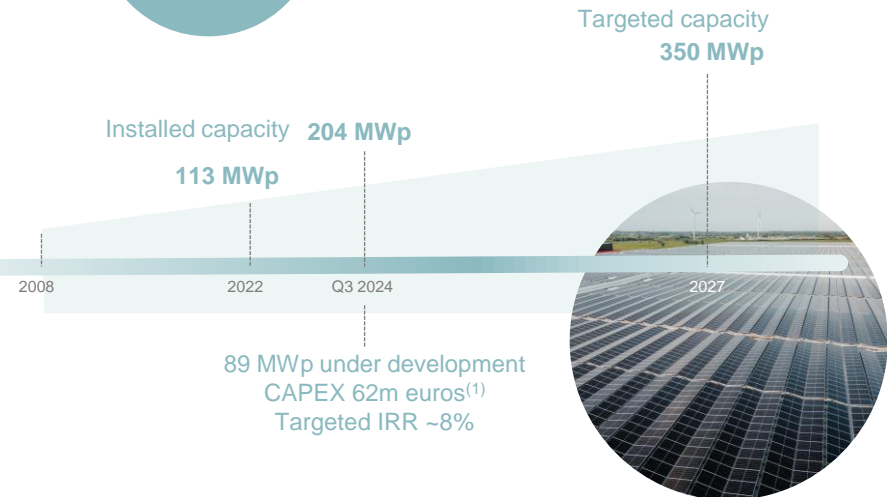 Targeted capacity
350 MWp
Installed capacity 204 MWp
113 MWp
2008 2022 Q3 2024 2027
89 MWp under development
CAPEX 62m euros(1)
Targeted IRR ~8%